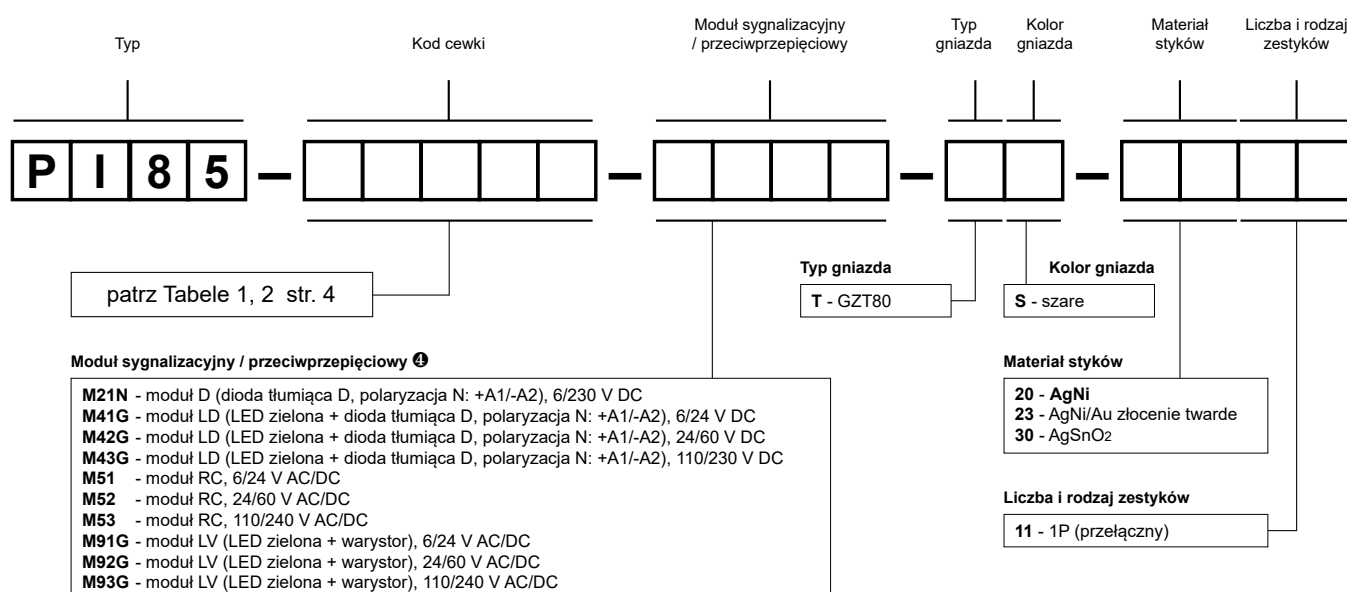 Typ
Kod cewki
Moduł sygnalizacyjny
/ przeciwprzepięciowy
Typ
gniazda
Kolor
gniazda
Materiał
styków
Liczba i rodzaj
zestyków
P I 8 5 – – – –
patrz Tabele 1, 2 str. 4
Typ gniazda
T - GZT80
Kolor gniazda
S - szare
Moduł sygnalizacyjny / przeciwprzepięciowy ❹
M21N - moduł D (dioda tłumiąca D, polaryzacja N: +A1/-A2), 6/230 V DC
M41G - moduł LD (LED zielona + dioda tłumiąca D, polaryzacja N: +A1/-A2), 6/24 V DC
M42G - moduł LD (LED zielona + dioda tłumiąca D, polaryzacja N: +A1/-A2), 24/60 V DC
M43G - moduł LD (LED zielona + dioda tłumiąca D, polaryzacja N: +A1/-A2), 110/230 V DC
M51 - moduł RC, 6/24 V AC/DC
M52 - moduł RC, 24/60 V AC/DC
M53 - moduł RC, 110/240 V AC/DC
M91G - moduł LV (LED zielona + warystor), 6/24 V AC/DC
M92G - moduł LV (LED zielona + warystor), 24/60 V AC/DC
M93G - moduł LV (LED zielona + warystor), 110/240 V AC/DC
Materiał styków
20 - AgNi
23 - AgNi/Au złocenie twarde
30 - AgSnO2
Liczba i rodzaj zestyków
11 - 1P (przełączny)